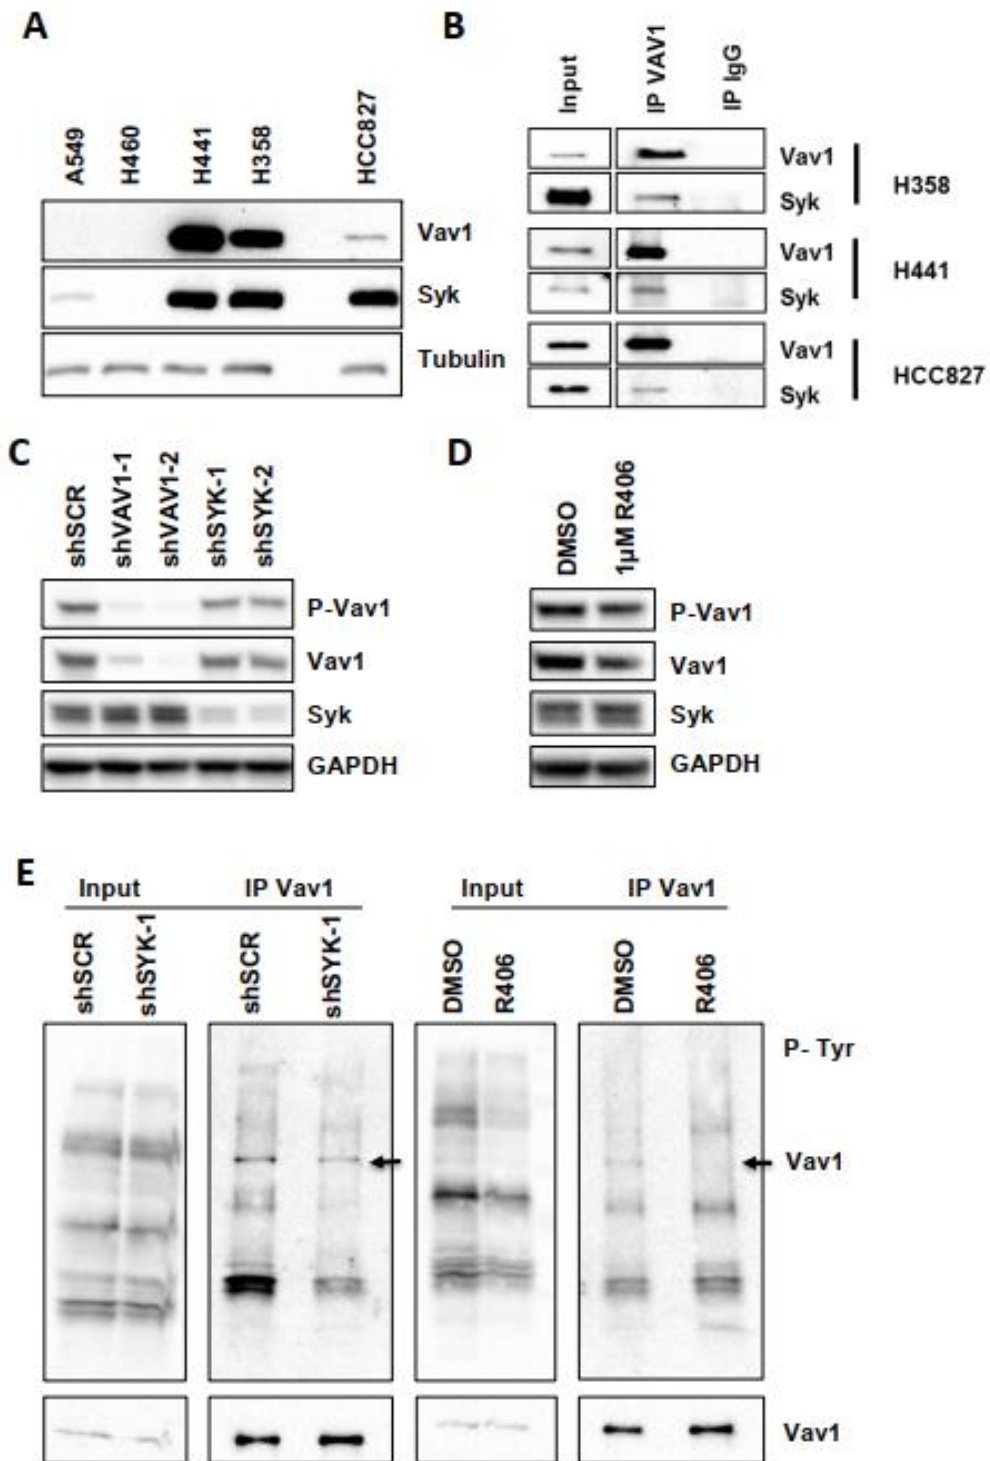 A
A549
H460
H441
H358
HCC827
Vav1
Syk
Tubulin
B
Input
IP VAV1
IP IgG
Vav1
Syk
H358
Vav1
Syk
H441
Vav1
Syk
HCC827
C
shSCR
shVAV1-1
shVAV1-2
shSYK-1
shSYK-2
P-Vav1
Vav1
Syk
GAPDH
D
DMSO
1µM R406
P-Vav1
Vav1
Syk
GAPDH
E
Input
IP Vav1
Input
IP Vav1
shSCR
shSYK-1
shSCR
shSYK-1
DMSO
R406
DMSO
R406
P- Tyr
Vav1
Vav1